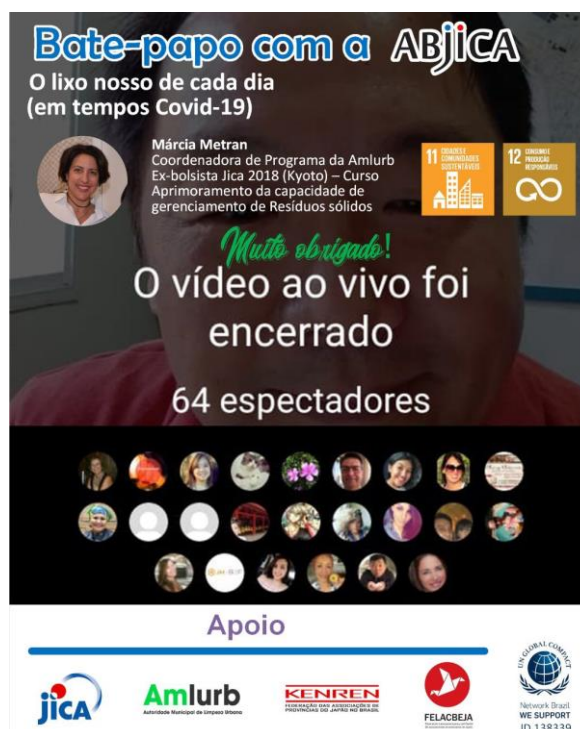 Bate-papo com a ABJICA
O lixo nosso de cada dia
(em tempos Covid-19)
Márcia Metran
Coordenadora de Programa da Amlurb
Ex-bolsista Jica 2018 (Kyoto) – Curso
Aprimoramento da capacidade de
gerenciamento de Resíduos sólidos
11 CIDADES E
COMUNIDADES
SUSTENTÁVEIS
12 CONSUMO E
PRODUÇÃO
RESPONSÁVEIS
Muito obrigado!
O vídeo ao vivo foi
encerrado
64 espectadores
Apoio
jICA
Amlurb
Autoridade Municipal de Limpeza Urbana
KENREN
FEDERAÇÃO DAS ASSOCIAÇÕES DE
PROVÍNCIAS DO JAPÃO NO BRASIL
FELACBEJA
UN GLOBAL COMPACT
Network Brazil
WE SUPPORT
ID 138339